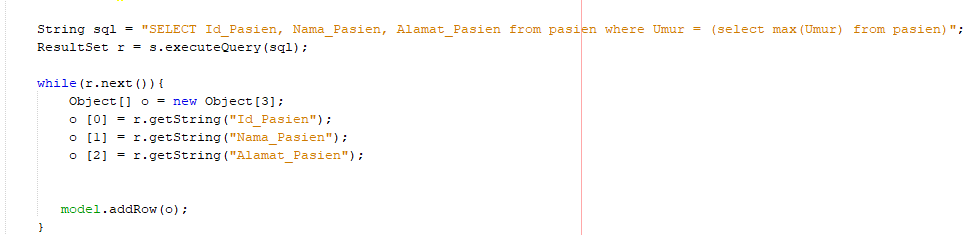 String sql = "SELECT Id_Pasien, Nama_Pasien, Alamat_Pasien from pasien where Umur = (select max(Umur) from pasien)";
ResultSet r = s.executeQuery(sql);
while(r.next()){
Object[] o = new Object[3];
o [0] = r.getString("Id_Pasien");
o [1] = r.getString("Nama_Pasien");
o [2] = r.getString("Alamat_Pasien");
model.addRow(o);
}